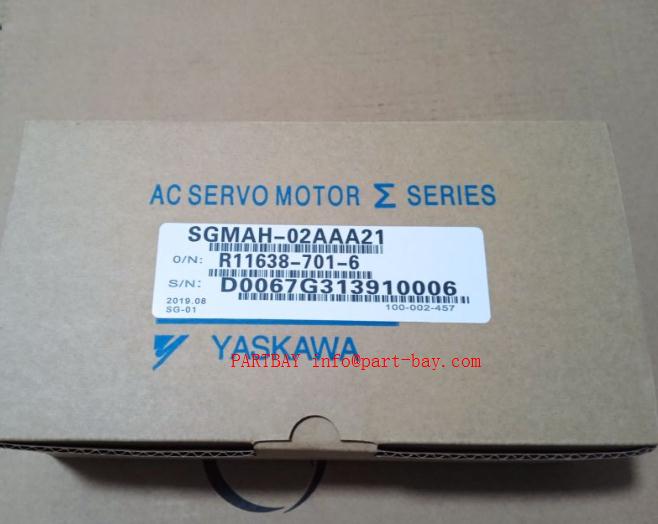 AC SERVO MOTOR Σ SERIES
SGMAH-02AAA21
O/N: R11638-701-6
S/N: D0067G313910006
2019.08
SG-01 100-002-457
YASKAWA
PARTBAY info@part-bay.com